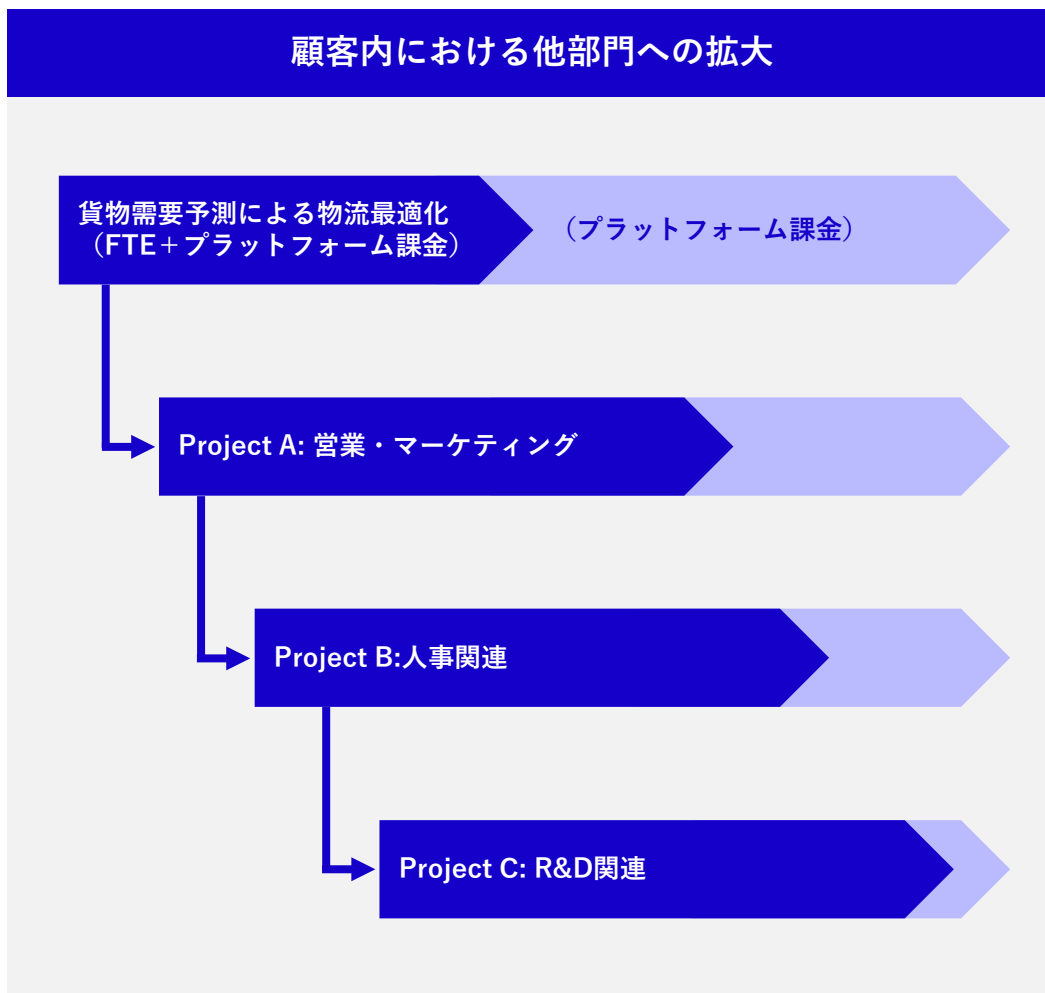 顧客内における他部門への拡大
貨物需要予測による物流最適化
（FTE＋プラットフォーム課金）
（プラットフォーム課金）
Project A: 営業・マーケティング
Project B:人事関連
Project C: R&D関連